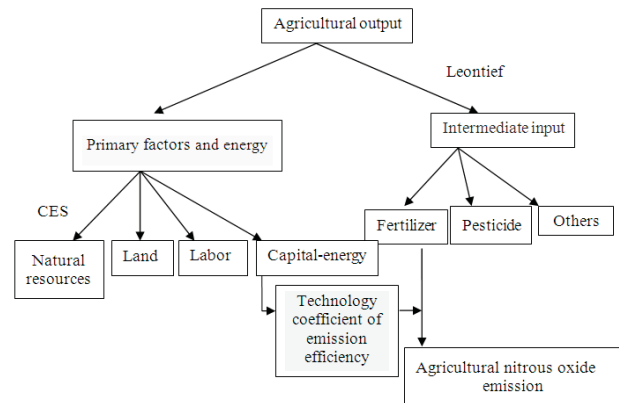 Agricultural output
Leontief
Primary factors and energy
Intermediate input
CES
Fertilizer
Pesticide
Others
Natural
resources
Land
Labor
Capital-energy
Technology
coefficient of
emission
efficiency
Agricultural nitrous oxide
emission